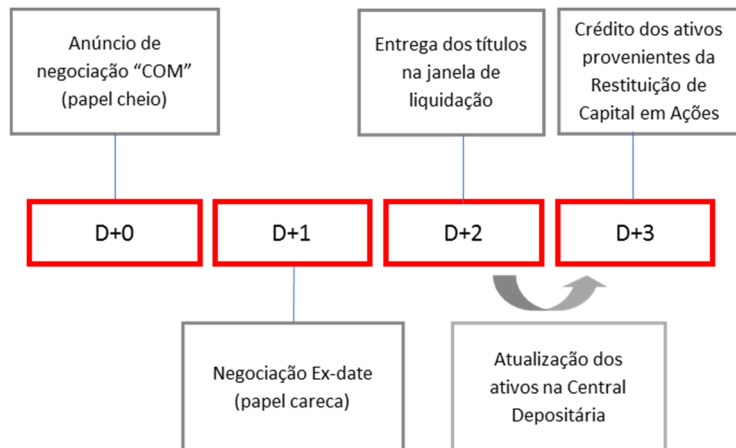 Anúncio de
negociação “COM”
(papel cheio)
Entrega dos títulos
na janela de
liquidação
Crédito dos ativos
provenientes da
Restituição de
Capital em Ações
D+0
D+1
D+2
D+3
Negociação Ex-date
(papel careca)
Atualização dos
ativos na Central
Depositária